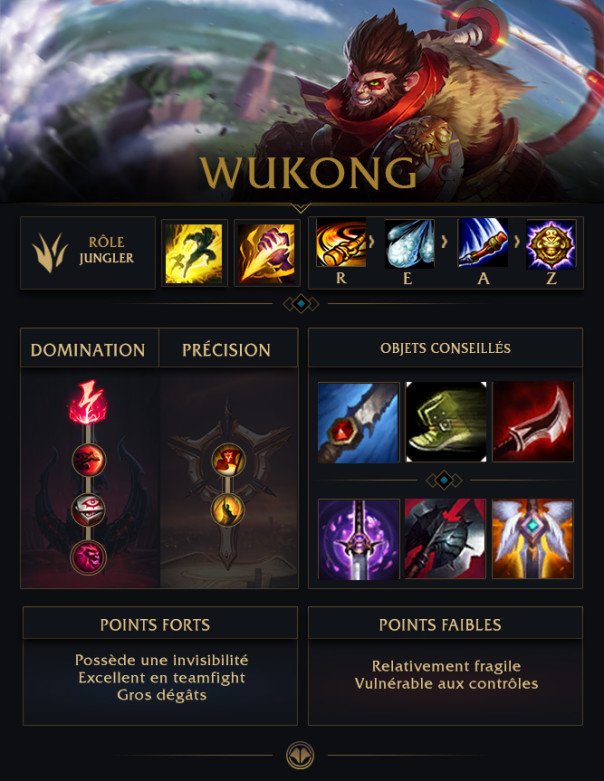 WUKONG
RÔLE
JUNGLER
R E A Z
DOMINATION
PRÉCISION
OBJETS CONSEILLÉS
POINTS FORTS
Possède une invisibilité
Excellent en teamfight
Gros dégâts
POINTS FAIBLES
Relativement fragile
Vulnérable aux contrôles